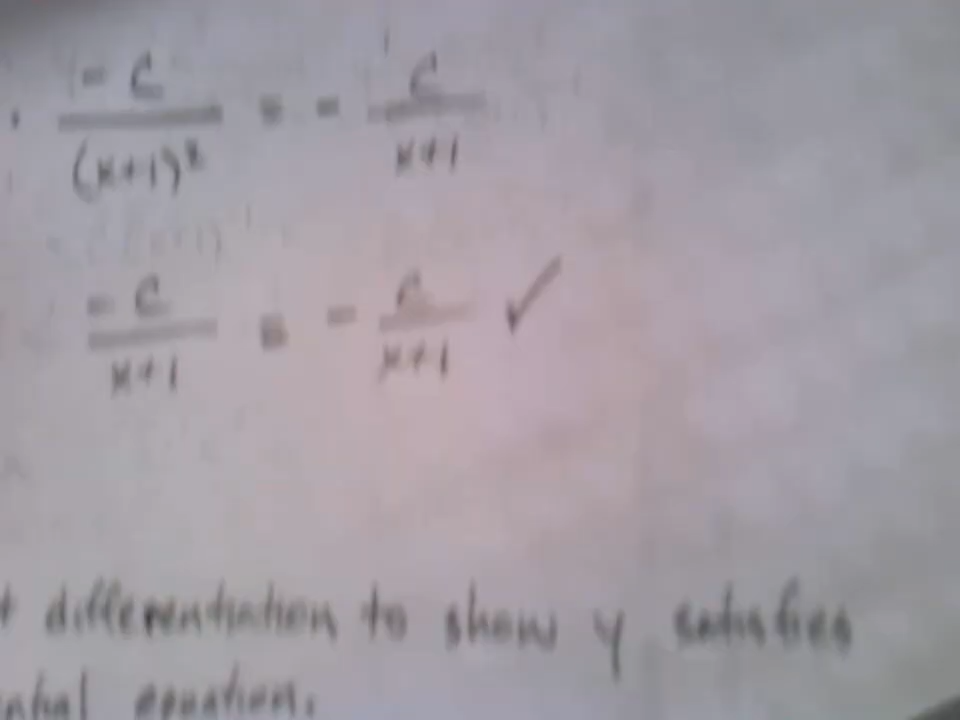 · -C/(x+1)² = - C/(x+1)
-C/(x+1) = - C/(x+1) ✓
differentiation to show y satisfies
equation.